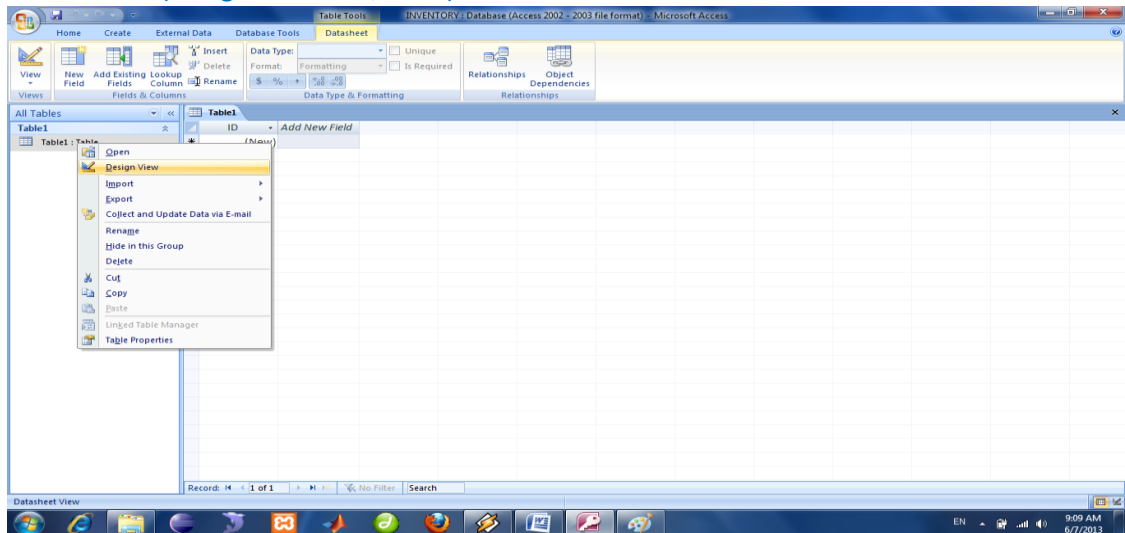 Table Tools INVENTORY : Database (Access 2002 - 2003 file format) - Microsoft Access
Home Create External Data Database Tools Datasheet
View
Views
New Field
Add Existing Fields
Lookup Column
Insert
Delete
Rename
Fields & Columns
Data Type:
Format: Formatting
$ % , .0 .00 .00 .0
Unique
Is Required
Data Type & Formatting
Relationships
Object Dependencies
Relationships
All Tables
Table1
Table1 : Table
Open
Design View
Import
Export
Collect and Update Data via E-mail
Rename
Hide in this Group
Delete
Cut
Copy
Paste
Linked Table Manager
Table Properties
Table1
ID Add New Field
(New)
Record: 1 of 1 No Filter Search
Datasheet View
EN 9:09 AM
6/7/2013